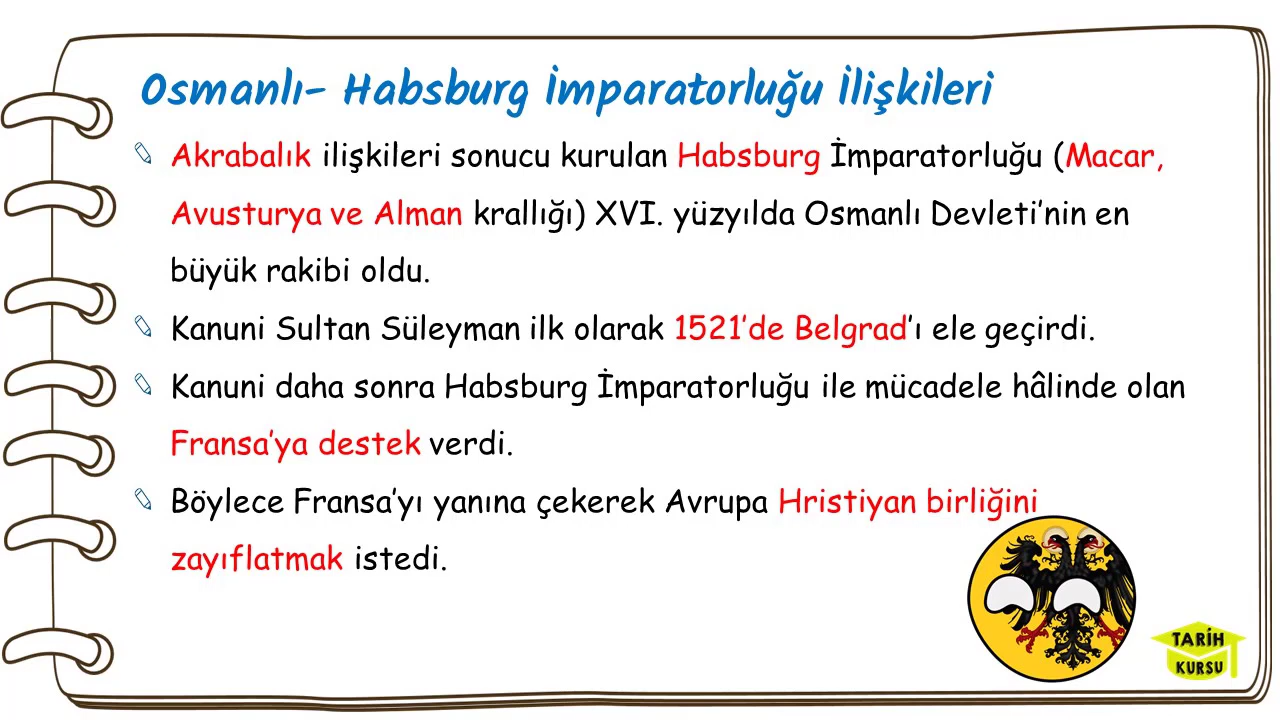 Osmanlı- Habsburg İmparatorluğu İlişkileri
Akrabalık ilişkileri sonucu kurulan Habsburg İmparatorluğu (Macar,
Avusturya ve Alman krallığı) XVI. yüzyılda Osmanlı Devleti’nin en
büyük rakibi oldu.
Kanuni Sultan Süleyman ilk olarak 1521’de Belgrad’ı ele geçirdi.
Kanuni daha sonra Habsburg İmparatorluğu ile mücadele hâlinde olan
Fransa’ya destek verdi.
Böylece Fransa’yı yanına çekerek Avrupa Hristiyan birliğini
zayıflatmak istedi.
TARİH
KURSU